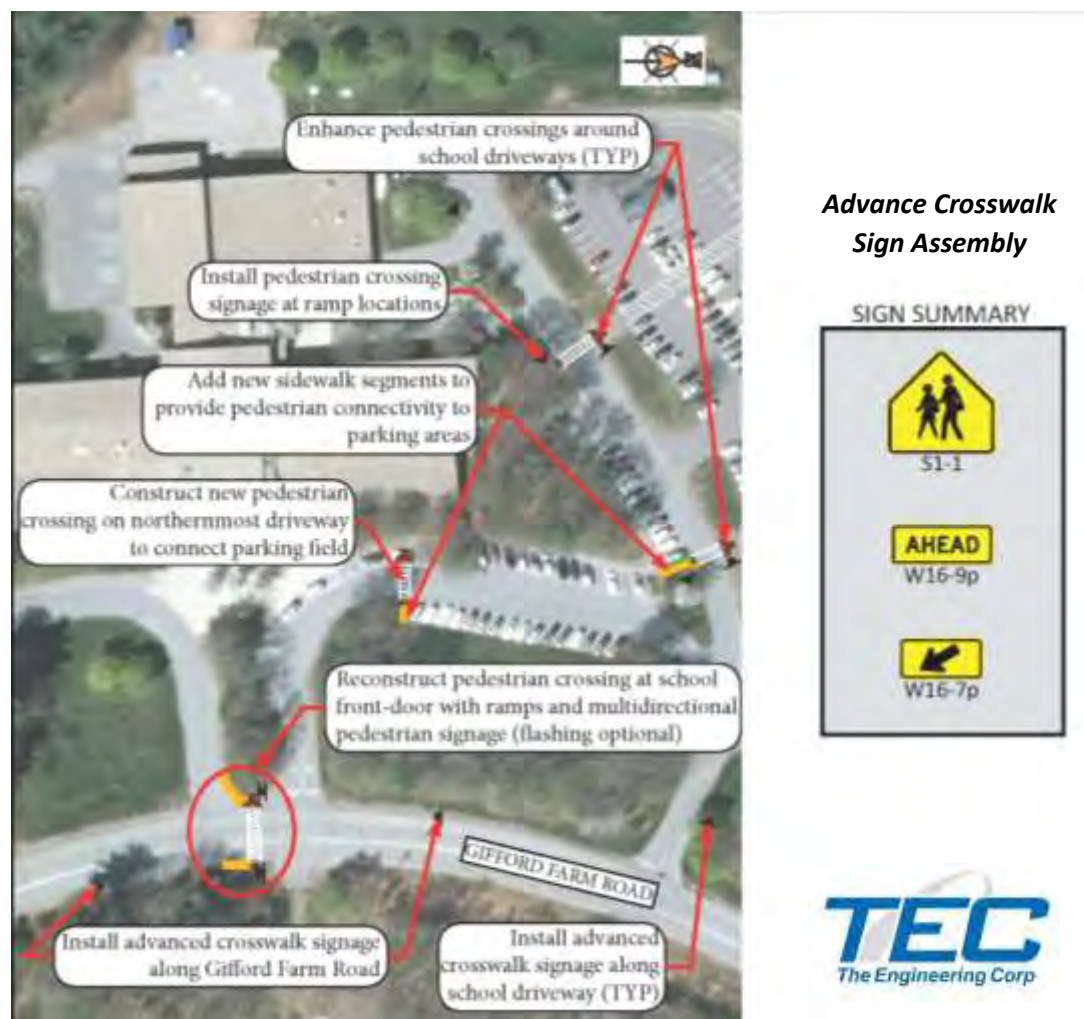 Enhance pedestrian crossings around
school driveways (TYP)
Install pedestrian crossing
signage at ramp locations
Add new sidewalk segments to
provide pedestrian connectivity to
parking areas
Construct new pedestrian
crossing on northernmost driveway
to connect parking field
Reconstruct pedestrian crossing at school
front-door with ramps and multidirectional
pedestrian signage (flashing optional)
GIFFORD FARM ROAD
Install advanced crosswalk signage
along Gifford Farm Road
Install advanced
crosswalk signage along
school driveway (TYP)
Advance Crosswalk
Sign Assembly
SIGN SUMMARY
S1-1
AHEAD
W16-9p
W16-7p
TEC
The Engineering Corp